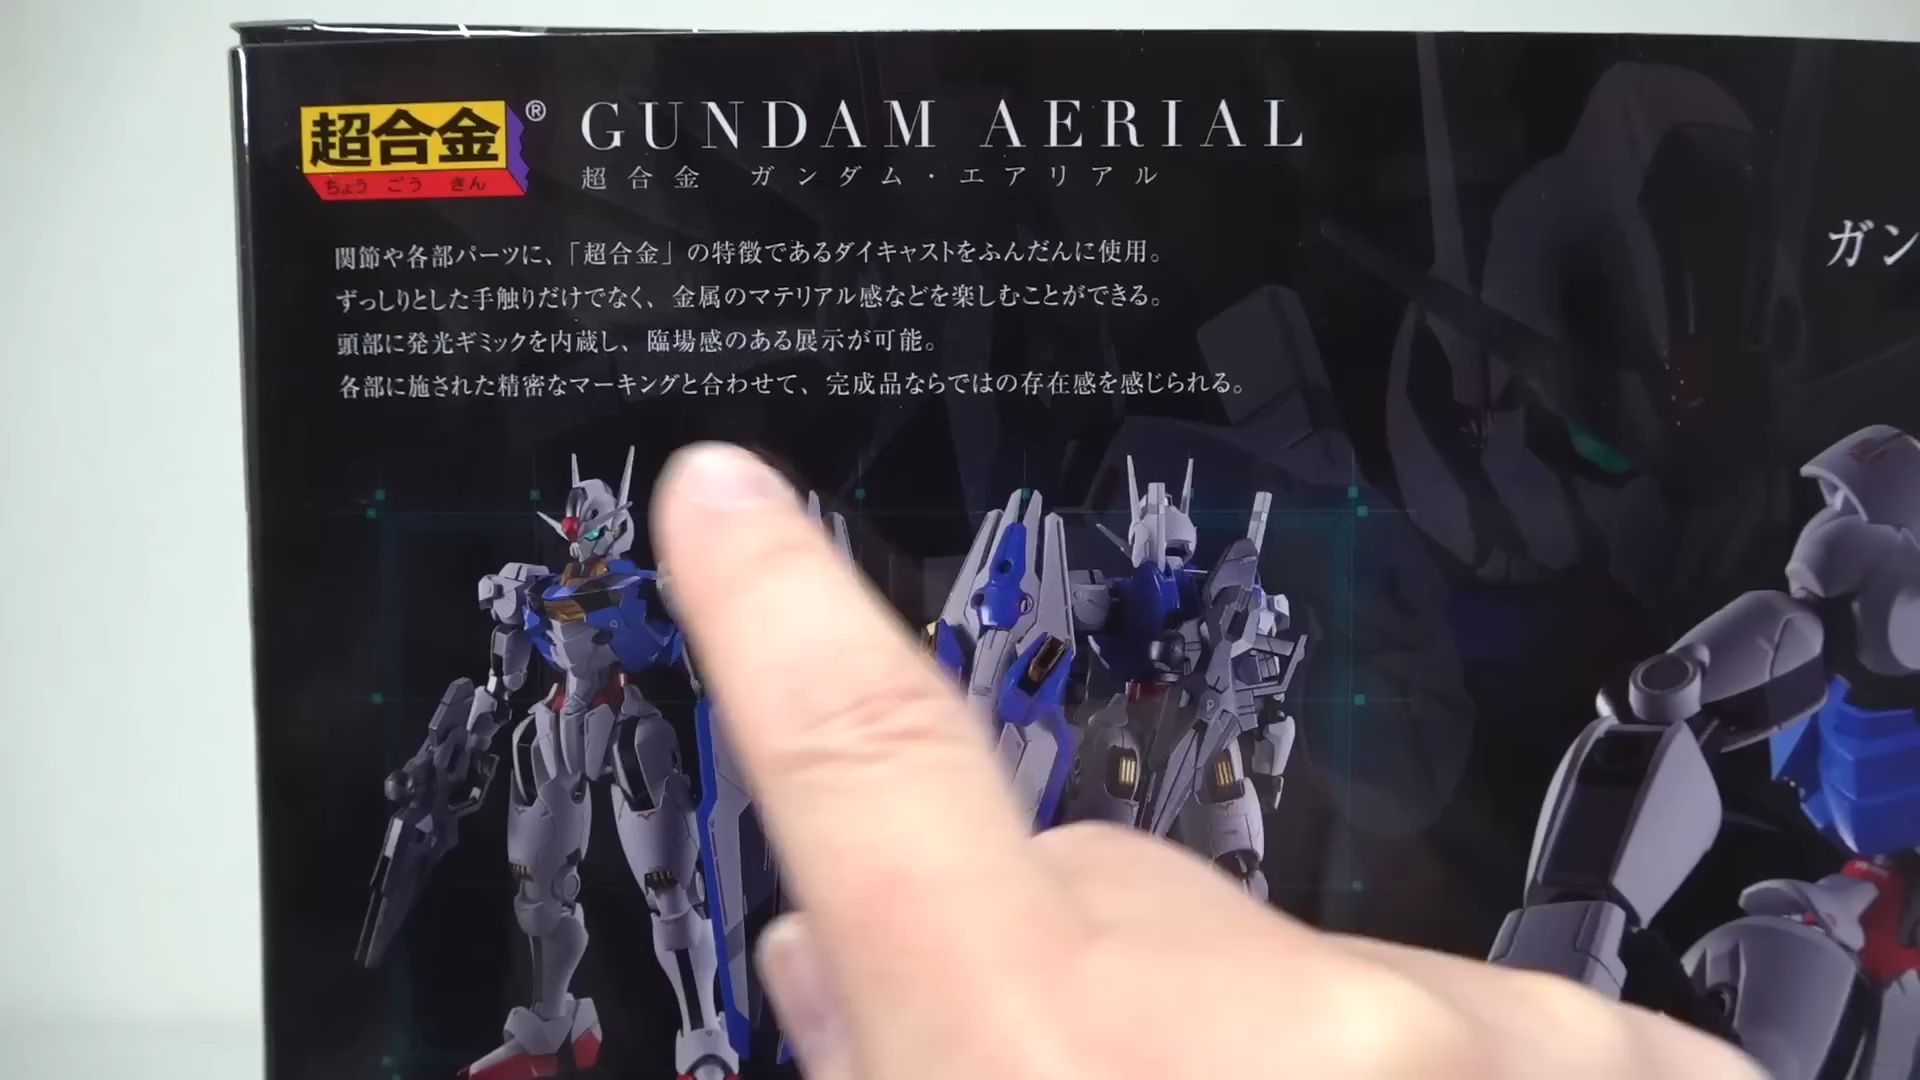 超合金®
ちょう ごう きん
GUNDAM AERIAL
超合金 ガンダム・エアリアル
関節や各部パーツに、「超合金」の特徴であるダイキャストをふんだんに使用。
ずっしりとした手触りだけでなく、金属のマテリアル感などを楽しむことができる。
頭部に発光ギミックを内蔵し、臨場感のある展示が可能。
各部に施された精密なマーキングと合わせて、完成品ならではの存在感を感じられる。
ガン